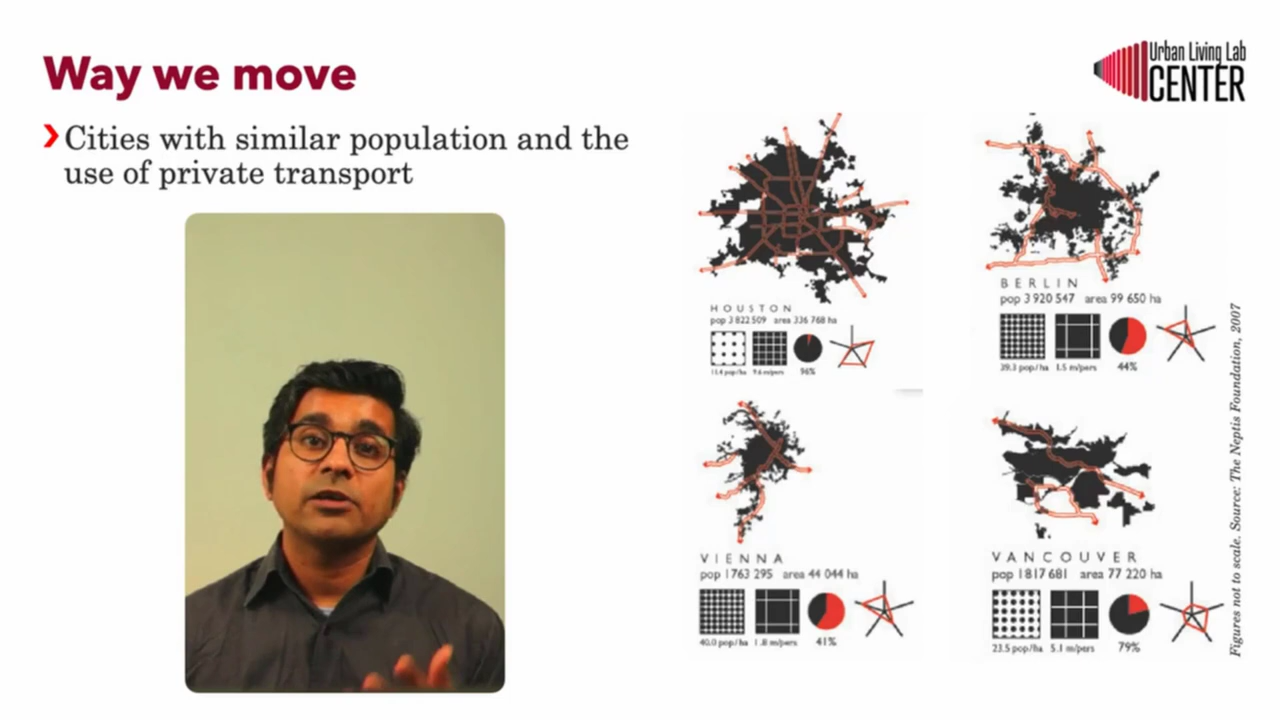 Way we move
Urban Living Lab
CENTER
Cities with similar population and the
use of private transport
HOUSTON
pop 3 822 509 area 336 768 ha
11.4 pop/ha 9.6 m/pers 96%
BERLIN
pop 3 920 547 area 99 650 ha
39.3 pop/ha 1.5 m/pers 44%
VIENNA
pop 1 763 295 area 44 044 ha
40.0 pop/ha 1.8 m/pers 41%
VANCOUVER
pop 1 817 681 area 77 220 ha
23.5 pop/ha 5.1 m/pers 79%
Figures not to scale. Source: The Neptis Foundation, 2007